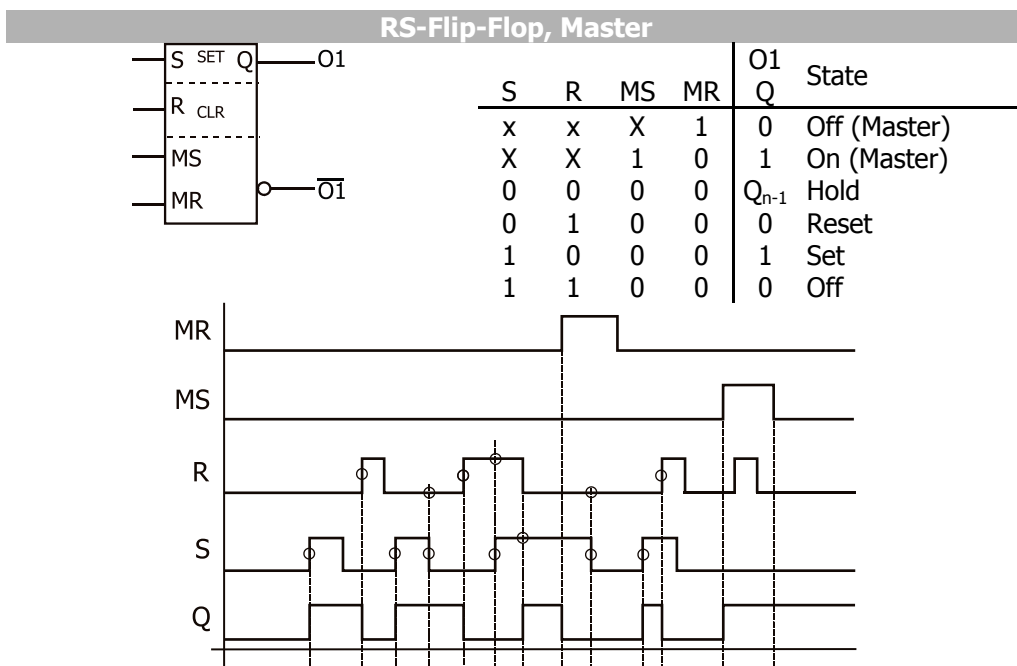 RS-Flip-Flop, Master
S SET Q O1
R CLR
MS
MR O1
O1
S R MS MR Q State
x x X 1 0 Off (Master)
X X 1 0 1 On (Master)
0 0 0 0 Qn-1 Hold
0 1 0 0 0 Reset
1 0 0 0 1 Set
1 1 0 0 0 Off
MR
MS
R
S
Q